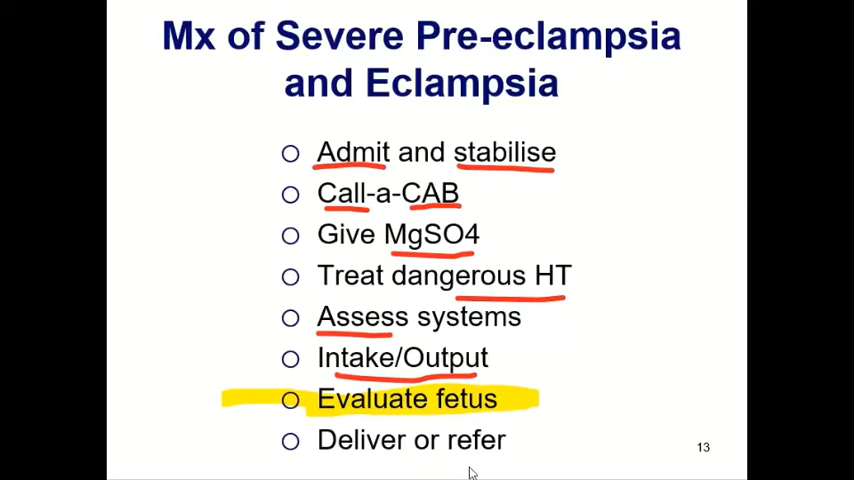 Mx of Severe Pre-eclampsia
and Eclampsia
Admit and stabilise
Call-a-CAB
Give MgSO4
Treat dangerous HT
Assess systems
Intake/Output
Evaluate fetus
Deliver or refer
13